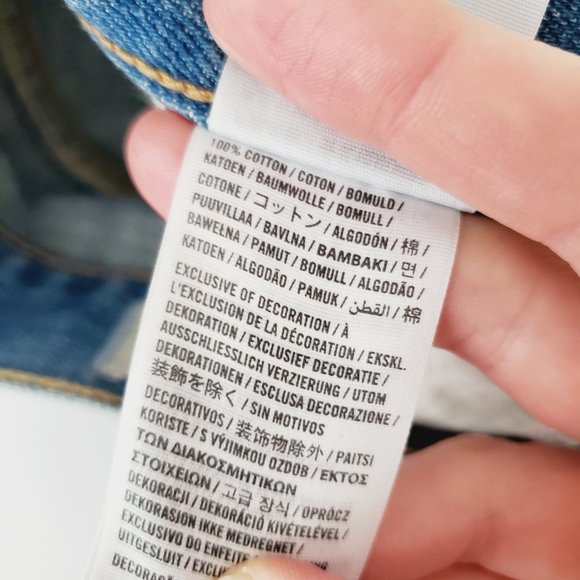 100% COTTON / COTON / BOMULD /
KATOEN / BAUMWOLLE / BOMULL /
COTONE / コットン / ALGODÓN / 棉 /
PUUVILLAA / BAVLNA / BAMBAKI / 면 /
BAWEŁNA / PAMUT / BOMULL / ALGODÃO /
KATOEN / ALGODÃO / PAMUK / القطن / 棉
EXCLUSIVE OF DECORATION / À
L'EXCLUSION DE LA DÉCORATION / EKSKL.
DEKORATION / EXCLUSIEF DECORATIE /
AUSSCHLIESSLICH VERZIERUNG / UTOM
DEKORATIONEN / ESCLUSA DECORAZIONE /
装飾を除く / SIN MOTIVOS
DECORATIVOS / 装饰物除外 / PAITSI
KORISTE / S VÝJIMKOU OZDOB / ΕΚΤΟΣ
ΤΩΝ ΔΙΑΚΟΣΜΗΤΙΚΩΝ
ΣΤΟΙΧΕΙΩΝ / 고급 장식 / OPRÓCZ
DEKORACJI / DEKORÁCIÓ KIVÉTELÉVEL /
DEKORASJON IKKE MEDREGNET /
EXCLUSIVO DO ENFEITE
UITGESLUIT / EXCLU
DECORAÇ